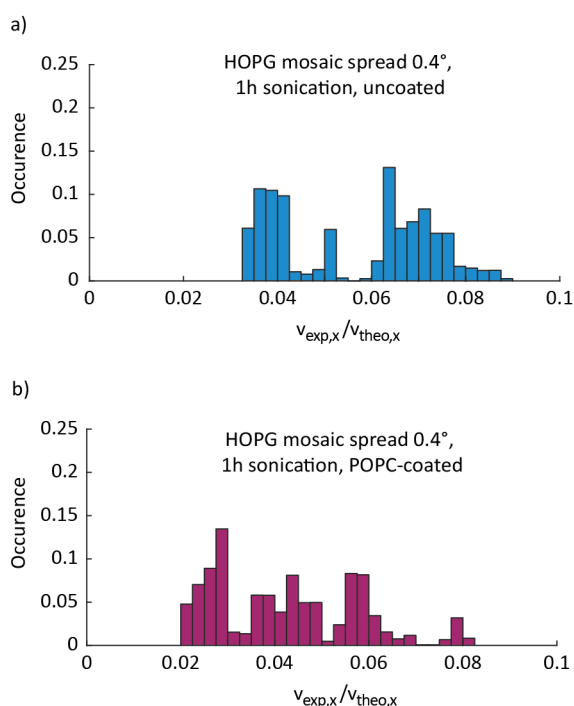 a)
HOPG mosaic spread 0.4°,
1h sonication, uncoated
Occurence
0.25
0.2
0.15
0.1
0.05
0
0 0.02 0.04 0.06 0.08 0.1
vexp,x/vtheo,x
b)
HOPG mosaic spread 0.4°,
1h sonication, POPC-coated
Occurence
0.25
0.2
0.15
0.1
0.05
0
0 0.02 0.04 0.06 0.08 0.1
vexp,x/vtheo,x